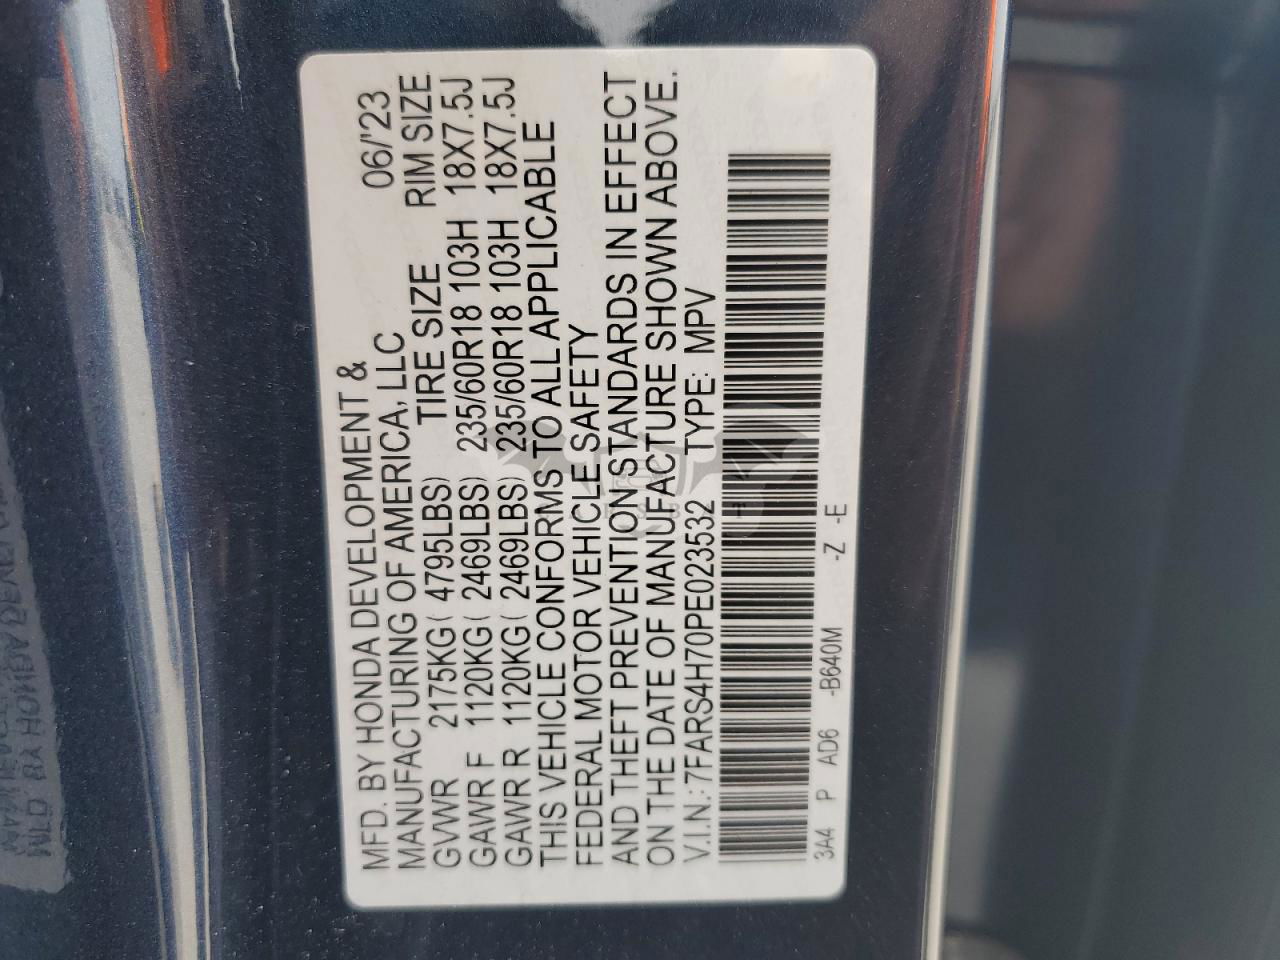 MFD. BY HONDA DEVELOPMENT &
MANUFACTURING OF AMERICA, LLC 06/'23
GVWR 2175KG( 4795LBS) TIRE SIZE RIM SIZE
GAWR F 1120KG( 2469LBS) 235/60R18 103H 18X7.5J
GAWR R 1120KG( 2469LBS) 235/60R18 103H 18X7.5J
THIS VEHICLE CONFORMS TO ALL APPLICABLE
FEDERAL MOTOR VEHICLE SAFETY
AND THEFT PREVENTION STANDARDS IN EFFECT
ON THE DATE OF MANUFACTURE SHOWN ABOVE.
V.I.N.: 7FARS4H70PE023532 TYPE: MPV
3A4 P AD6 -B640M -Z -E